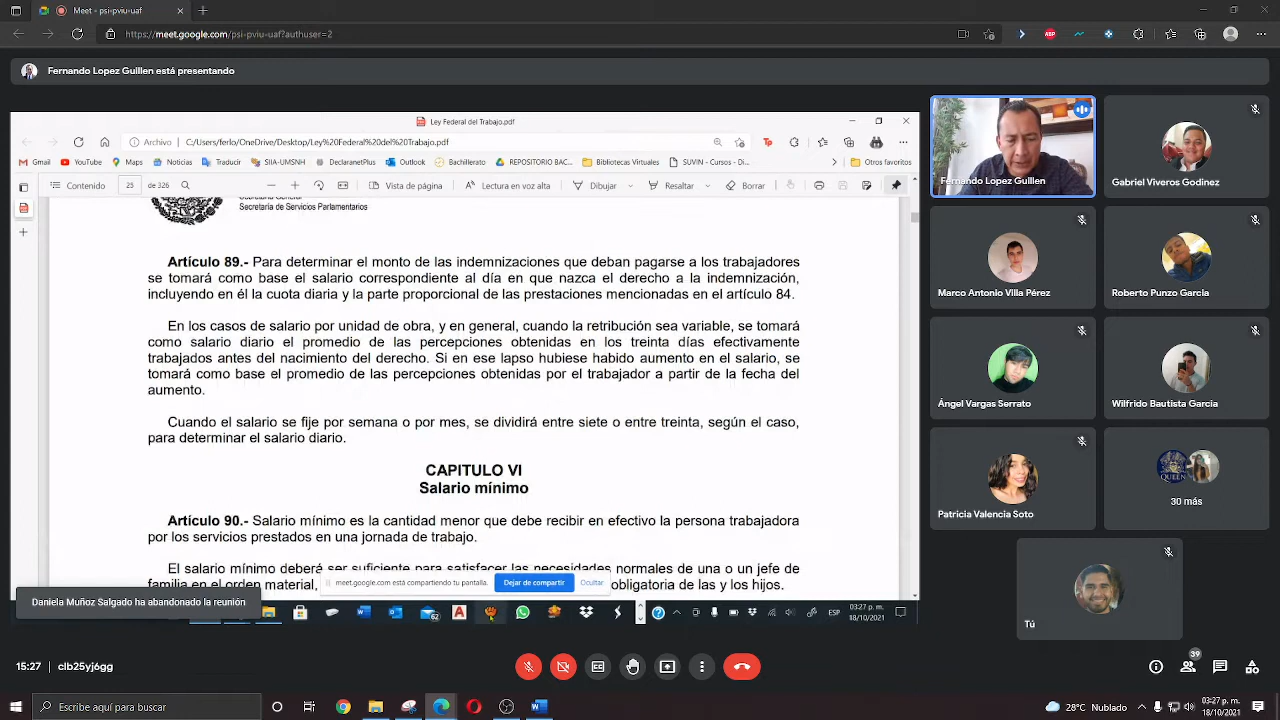 Meet - psi-pviu-uaf
https://meet.google.com/psi-pviu-uaf?authuser=2
Fernando Lopez Guillen está presentando
Ley Federal del Trabajo.pdf
Archivo
C:/Users/ferlo/OneDrive/Desktop/Ley%20Federal%20del%20Trabajo.pdf
Gmail
YouTube
Maps
Noticias
Traducir
SIIA-UMSNH
DeclaranetPlus
Outlook
Bachillerato
REPOSITORIO BAC...
Bibliotecas Virtuales
SUVIN - Cursos - Di...
Otros favoritos
Contenido
25
de 326
Vista de página
Lectura en voz alta
Dibujar
Resaltar
Borrar
Secretaría General
Secretaría de Servicios Parlamentarios
Artículo 89.- Para determinar el monto de las indemnizaciones que deban pagarse a los trabajadores
se tomará como base el salario correspondiente al día en que nazca el derecho a la indemnización,
incluyendo en él la cuota diaria y la parte proporcional de las prestaciones mencionadas en el artículo 84.
En los casos de salario por unidad de obra, y en general, cuando la retribución sea variable, se tomará
como salario diario el promedio de las percepciones obtenidas en los treinta días efectivamente
trabajados antes del nacimiento del derecho. Si en ese lapso hubiese habido aumento en el salario, se
tomará como base el promedio de las percepciones obtenidas por el trabajador a partir de la fecha del
aumento.
Cuando el salario se fije por semana o por mes, se dividirá entre siete o entre treinta, según el caso,
para determinar el salario diario.
CAPITULO VI
Salario mínimo
Artículo 90.- Salario mínimo es la cantidad menor que debe recibir en efectivo la persona trabajadora
por los servicios prestados en una jornada de trabajo.
El salario mínimo deberá ser suficiente para satisfacer las necesidades normales de una o un jefe de
familia en el orden material,
obligatoria de las y los hijos.
meet.google.com está compartiendo tu pantalla.
Dejar de compartir
Ocultar
Daniela Muñoz Salgado ha abandonado la reunión
62
ESP
03:27 p. m.
18/10/2021
Fernando Lopez Guillen
Gabriel Viveros Godínez
Marco Antonio Villa Pérez
Roberto Punzo García
Ángel Vargas Serrato
Wilfrido Bautista García
Patricia Valencia Soto
QUEEN
30 más
Tú
15:27
clb25yjégg
39
Escribe aquí para buscar
29°C
Nublado
03:27 p. m.
18/10/2021